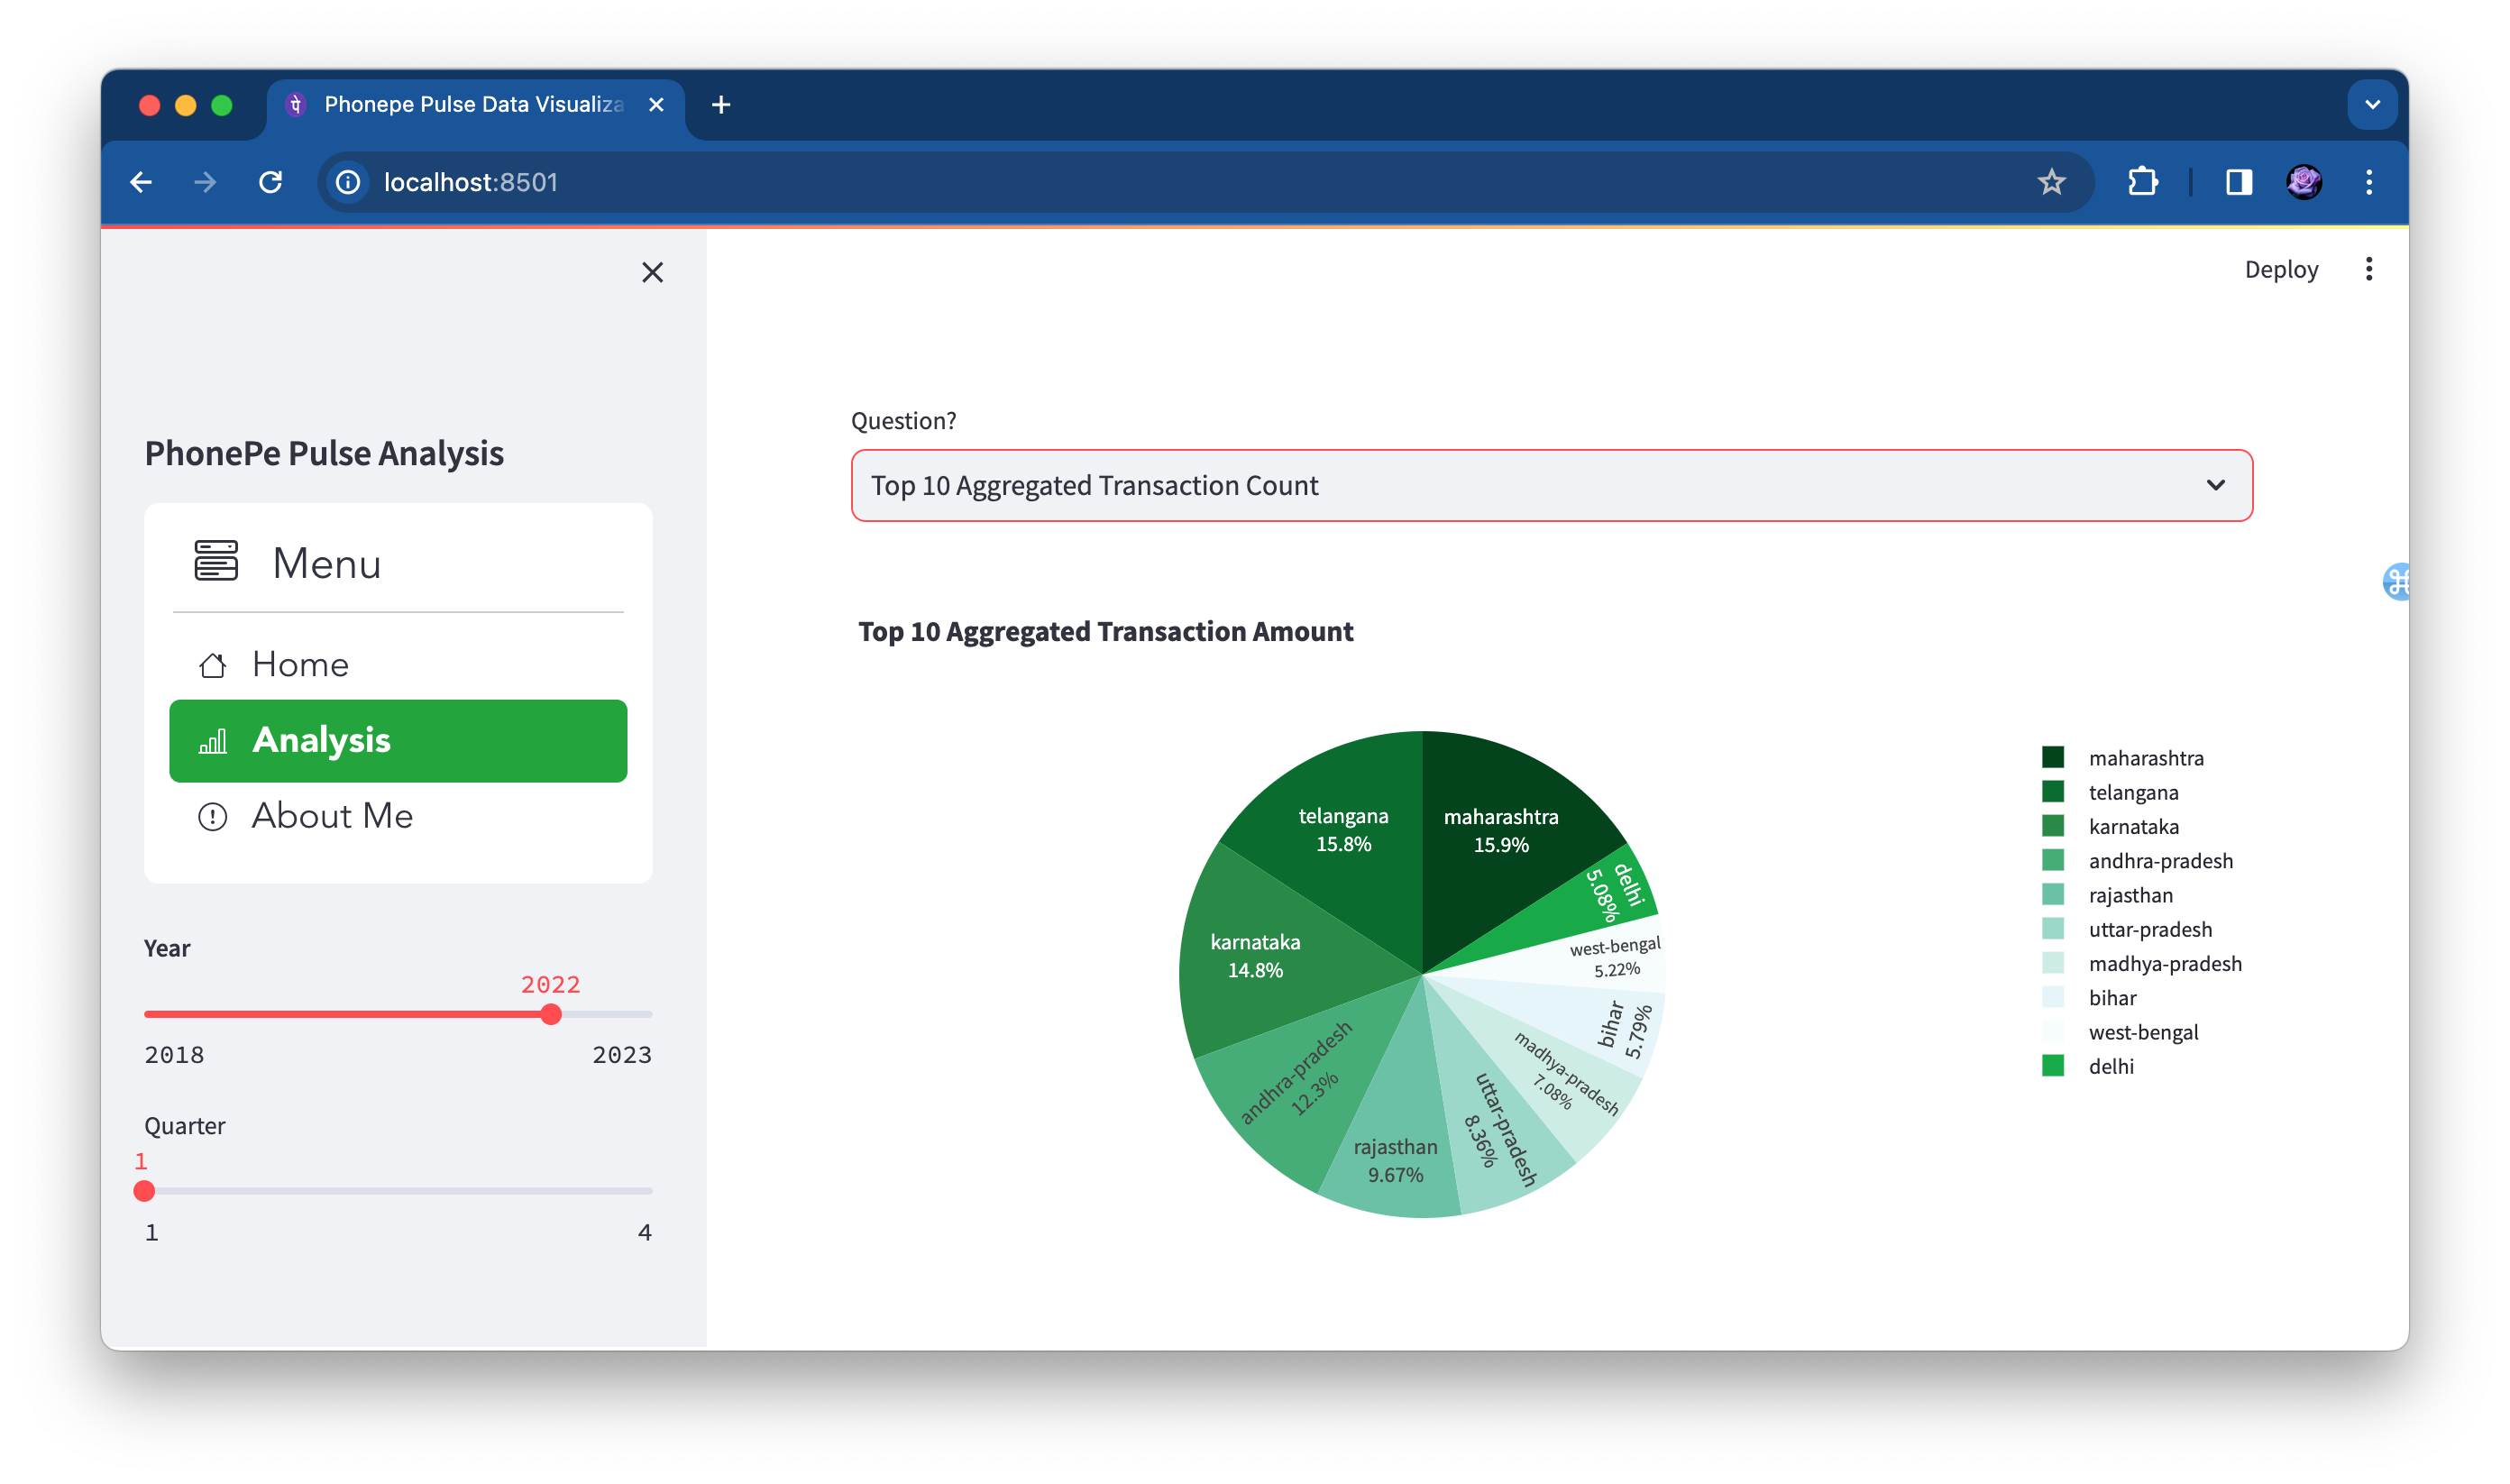 Phonepe Pulse Data Visualiza
localhost:8501
Deploy
PhonePe Pulse Analysis
Menu
Home
Analysis
About Me
Year
2022
2018 2023
Quarter
1
1 4
Question?
Top 10 Aggregated Transaction Count
Top 10 Aggregated Transaction Amount
telangana
15.8%
maharashtra
15.9%
delhi
5.08%
west-bengal
5.22%
bihar
5.79%
madhya-pradesh
7.08%
uttar-pradesh
8.36%
rajasthan
9.67%
andhra-pradesh
12.3%
karnataka
14.8%
maharashtra
telangana
karnataka
andhra-pradesh
rajasthan
uttar-pradesh
madhya-pradesh
bihar
west-bengal
delhi